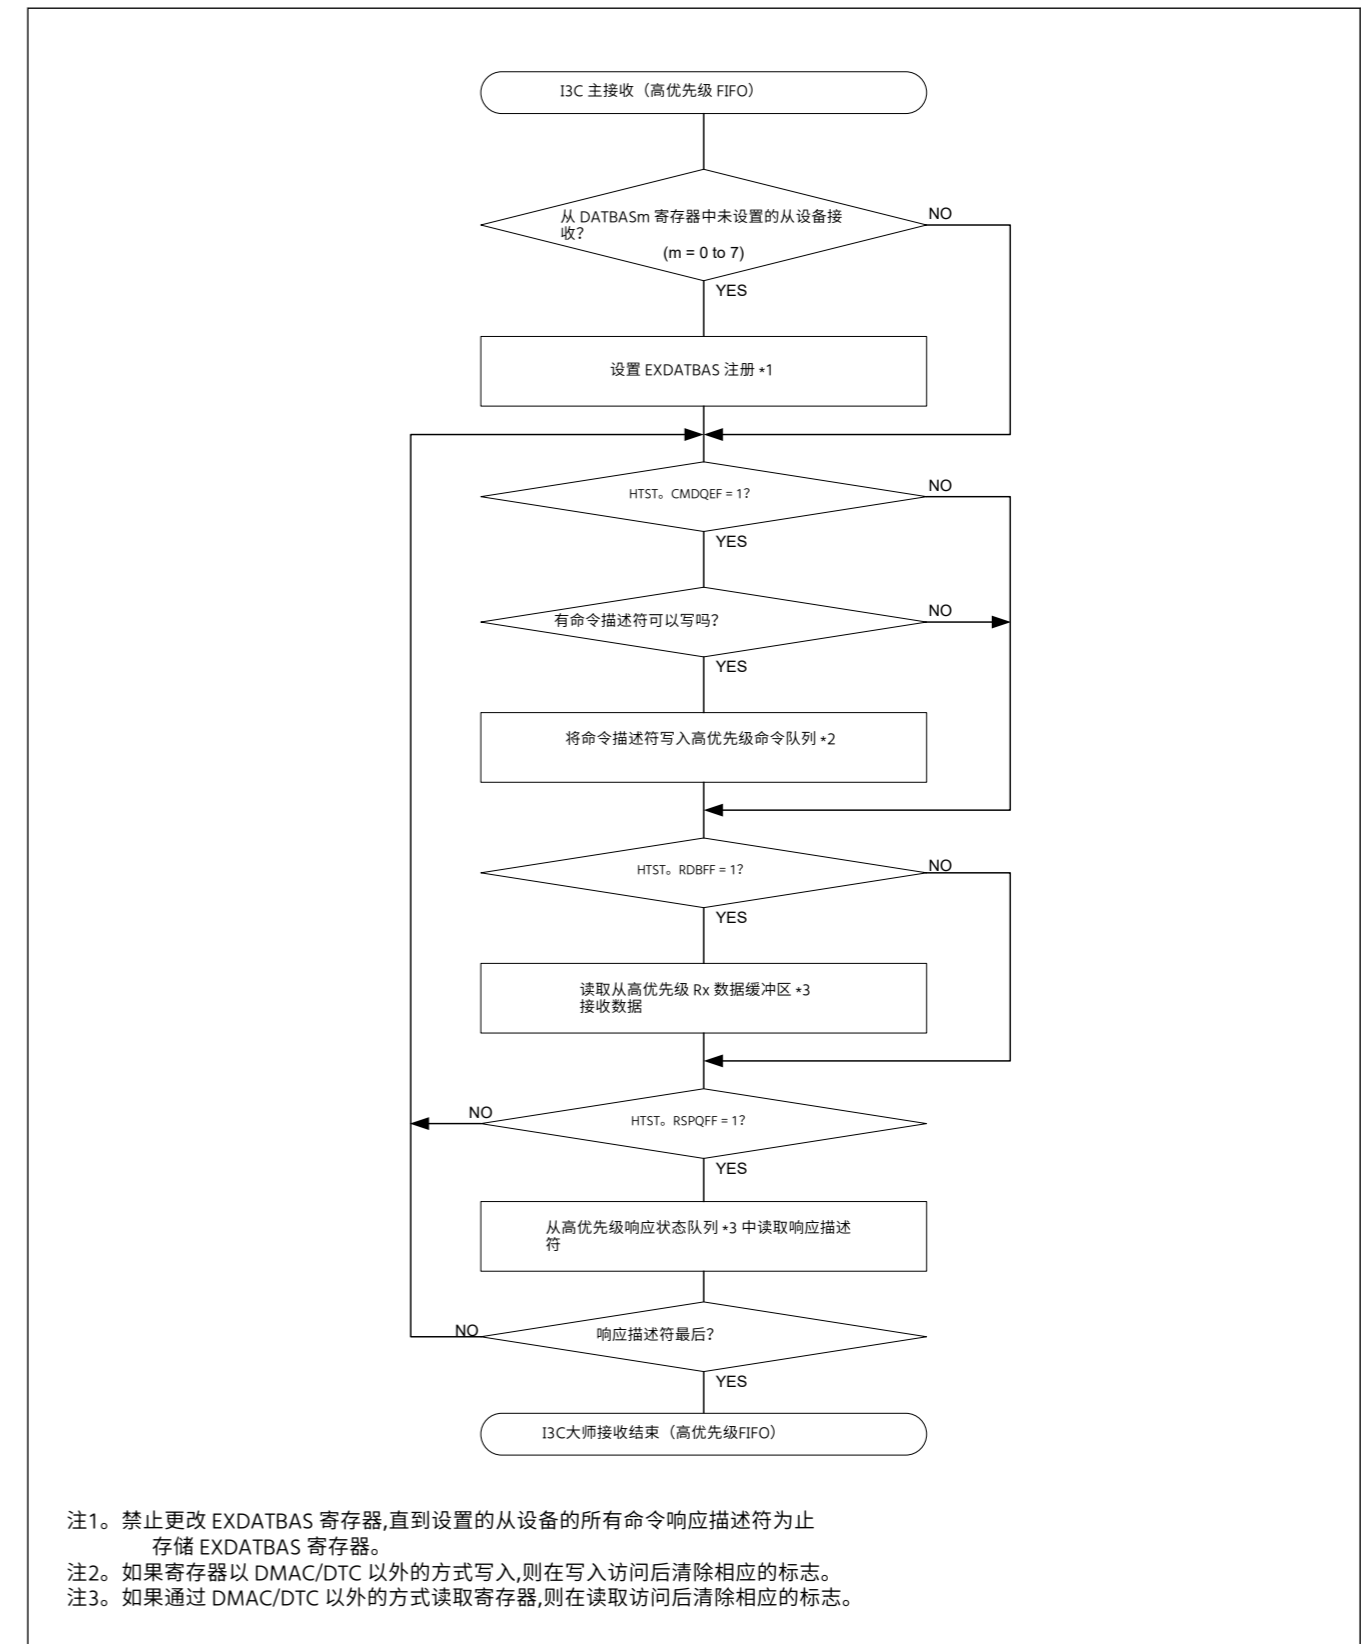 I3C 主接收（高优先级 FIFO）
从 DATBASm 寄存器中未设置的从设备接
收？
(m = 0 to 7)
NO
YES
设置 EXDATBAS 注册 *1
HTST。CMDQEF = 1？
NO
YES
有命令描述符可以写吗？
NO
YES
将命令描述符写入高优先级命令队列 *2
HTST。RDBFF = 1？
NO
YES
读取从高优先级 Rx 数据缓冲区 *3
接收数据
NO
HTST。RSPQFF = 1？
YES
从高优先级响应状态队列 *3 中读取响应描述
符
NO
响应描述符最后？
YES
I3C大师接收结束（高优先级FIFO）
注1。禁止更改 EXDATBAS 寄存器,直到设置的从设备的所有命令响应描述符为止
存储 EXDATBAS 寄存器。
注2。如果寄存器以 DMAC/DTC 以外的方式写入,则在写入访问后清除相应的标志。
注3。如果通过 DMAC/DTC 以外的方式读取寄存器,则在读取访问后清除相应的标志。